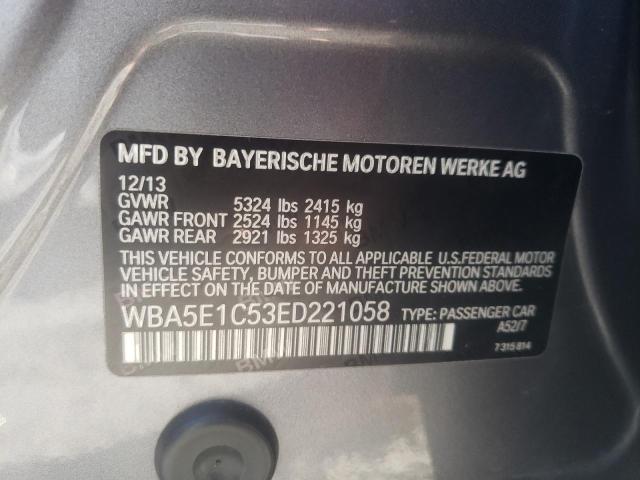 MFD BY BAYERISCHE MOTOREN WERKE AG
12/13
GVWR 5324 lbs 2415 kg
GAWR FRONT 2524 lbs 1145 kg
GAWR REAR 2921 lbs 1325 kg
THIS VEHICLE CONFORMS TO ALL APPLICABLE U.S.FEDERAL MOTOR
VEHICLE SAFETY, BUMPER AND THEFT PREVENTION STANDARDS
IN EFFECT ON THE DATE OF MANUFACTURE SHOWN ABOVE.
WBA5E1C53ED221058 TYPE: PASSENGER CAR
A52/7
7 315 814